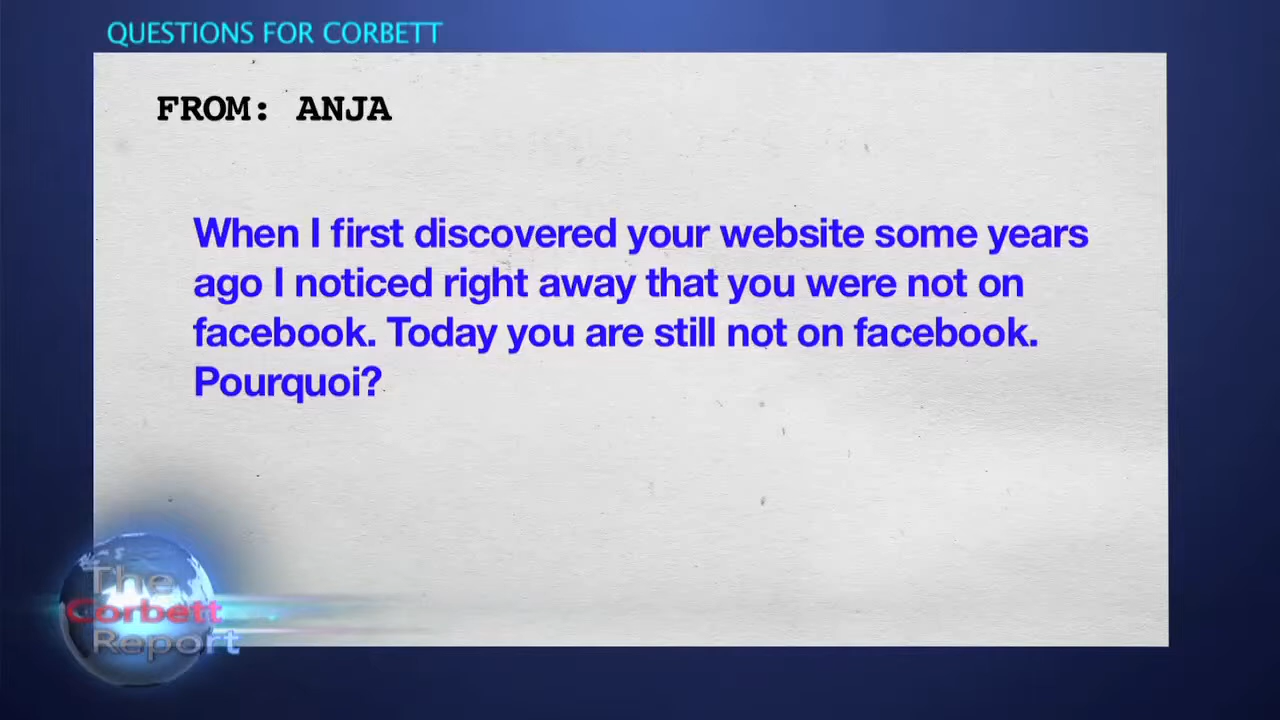 QUESTIONS FOR CORBETT
FROM: ANJA
When I first discovered your website some years
ago I noticed right away that you were not on
facebook. Today you are still not on facebook.
Pourquoi?
The
Corbett
Report